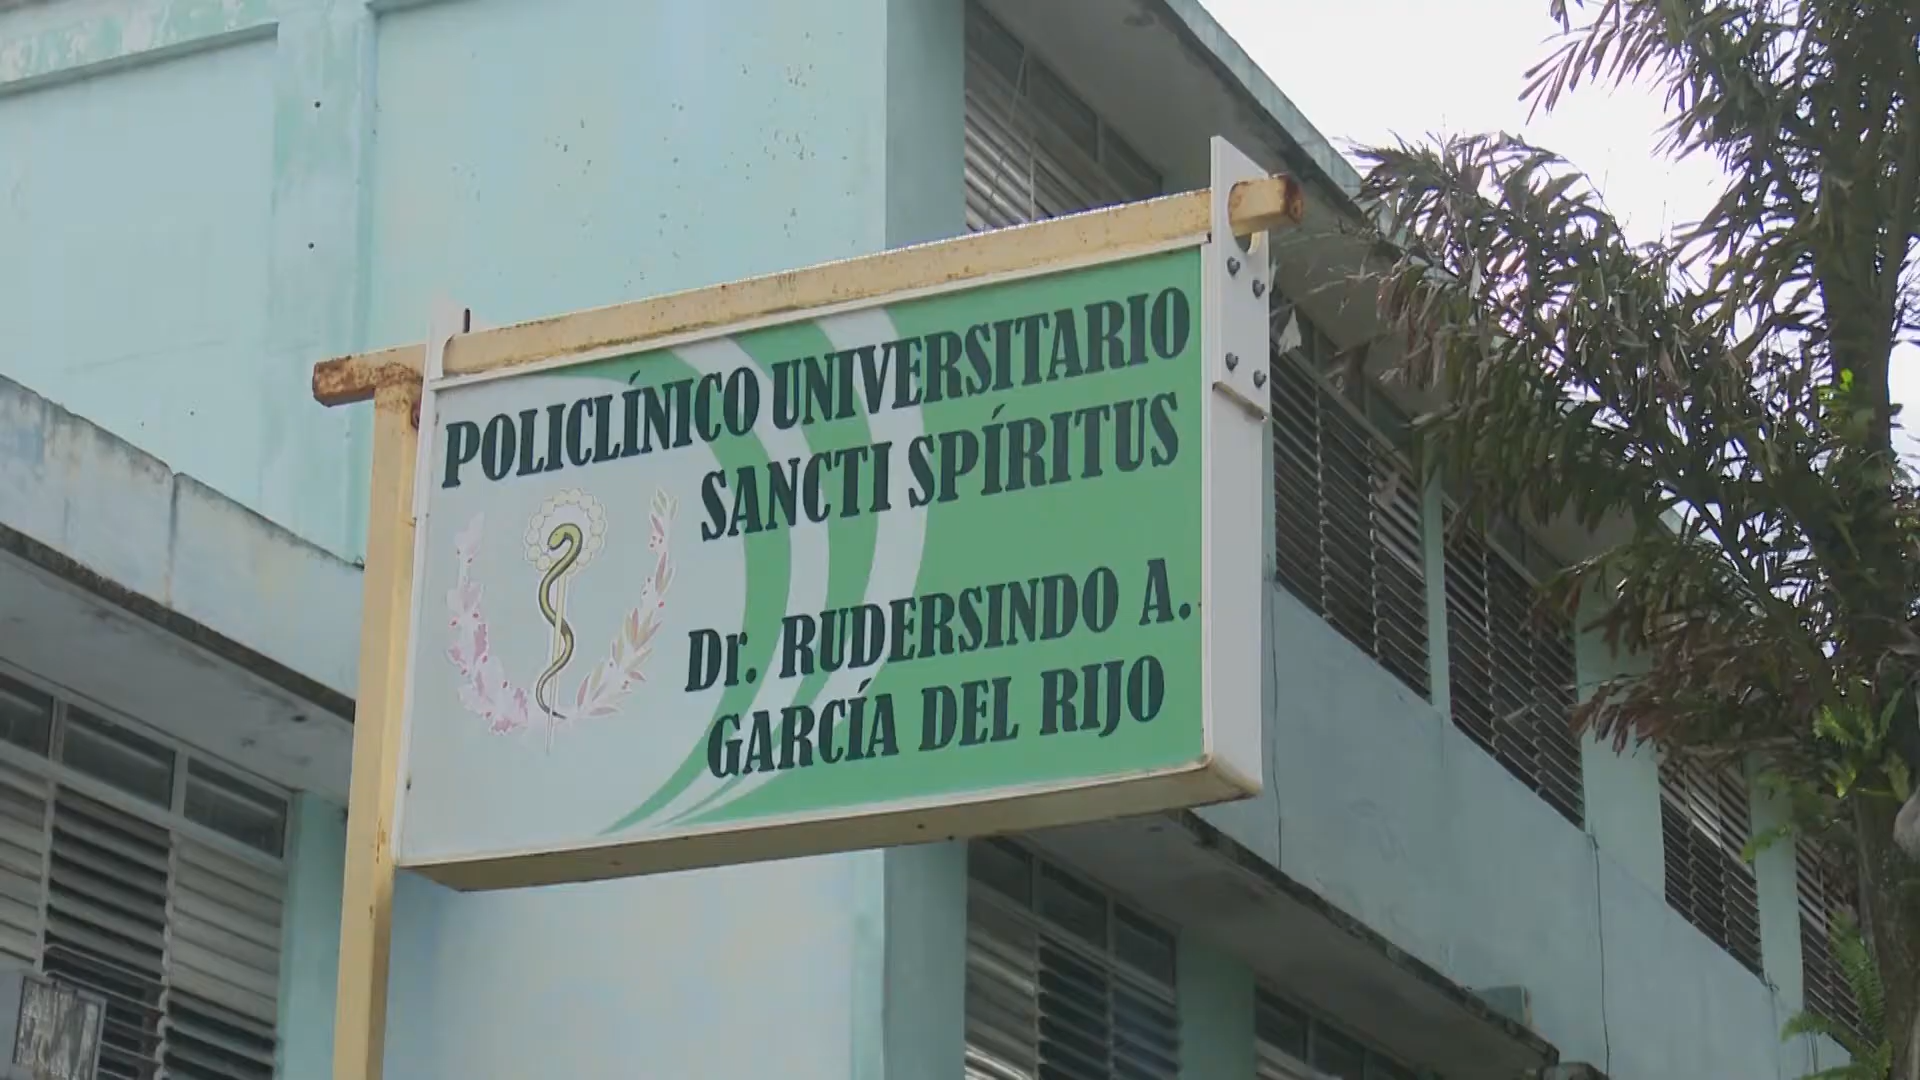 POLICLÍNICO UNIVERSITARIO
SANCTI SPÍRITUS
Dr. RUDERSINDO A.
GARCÍA DEL RIJO